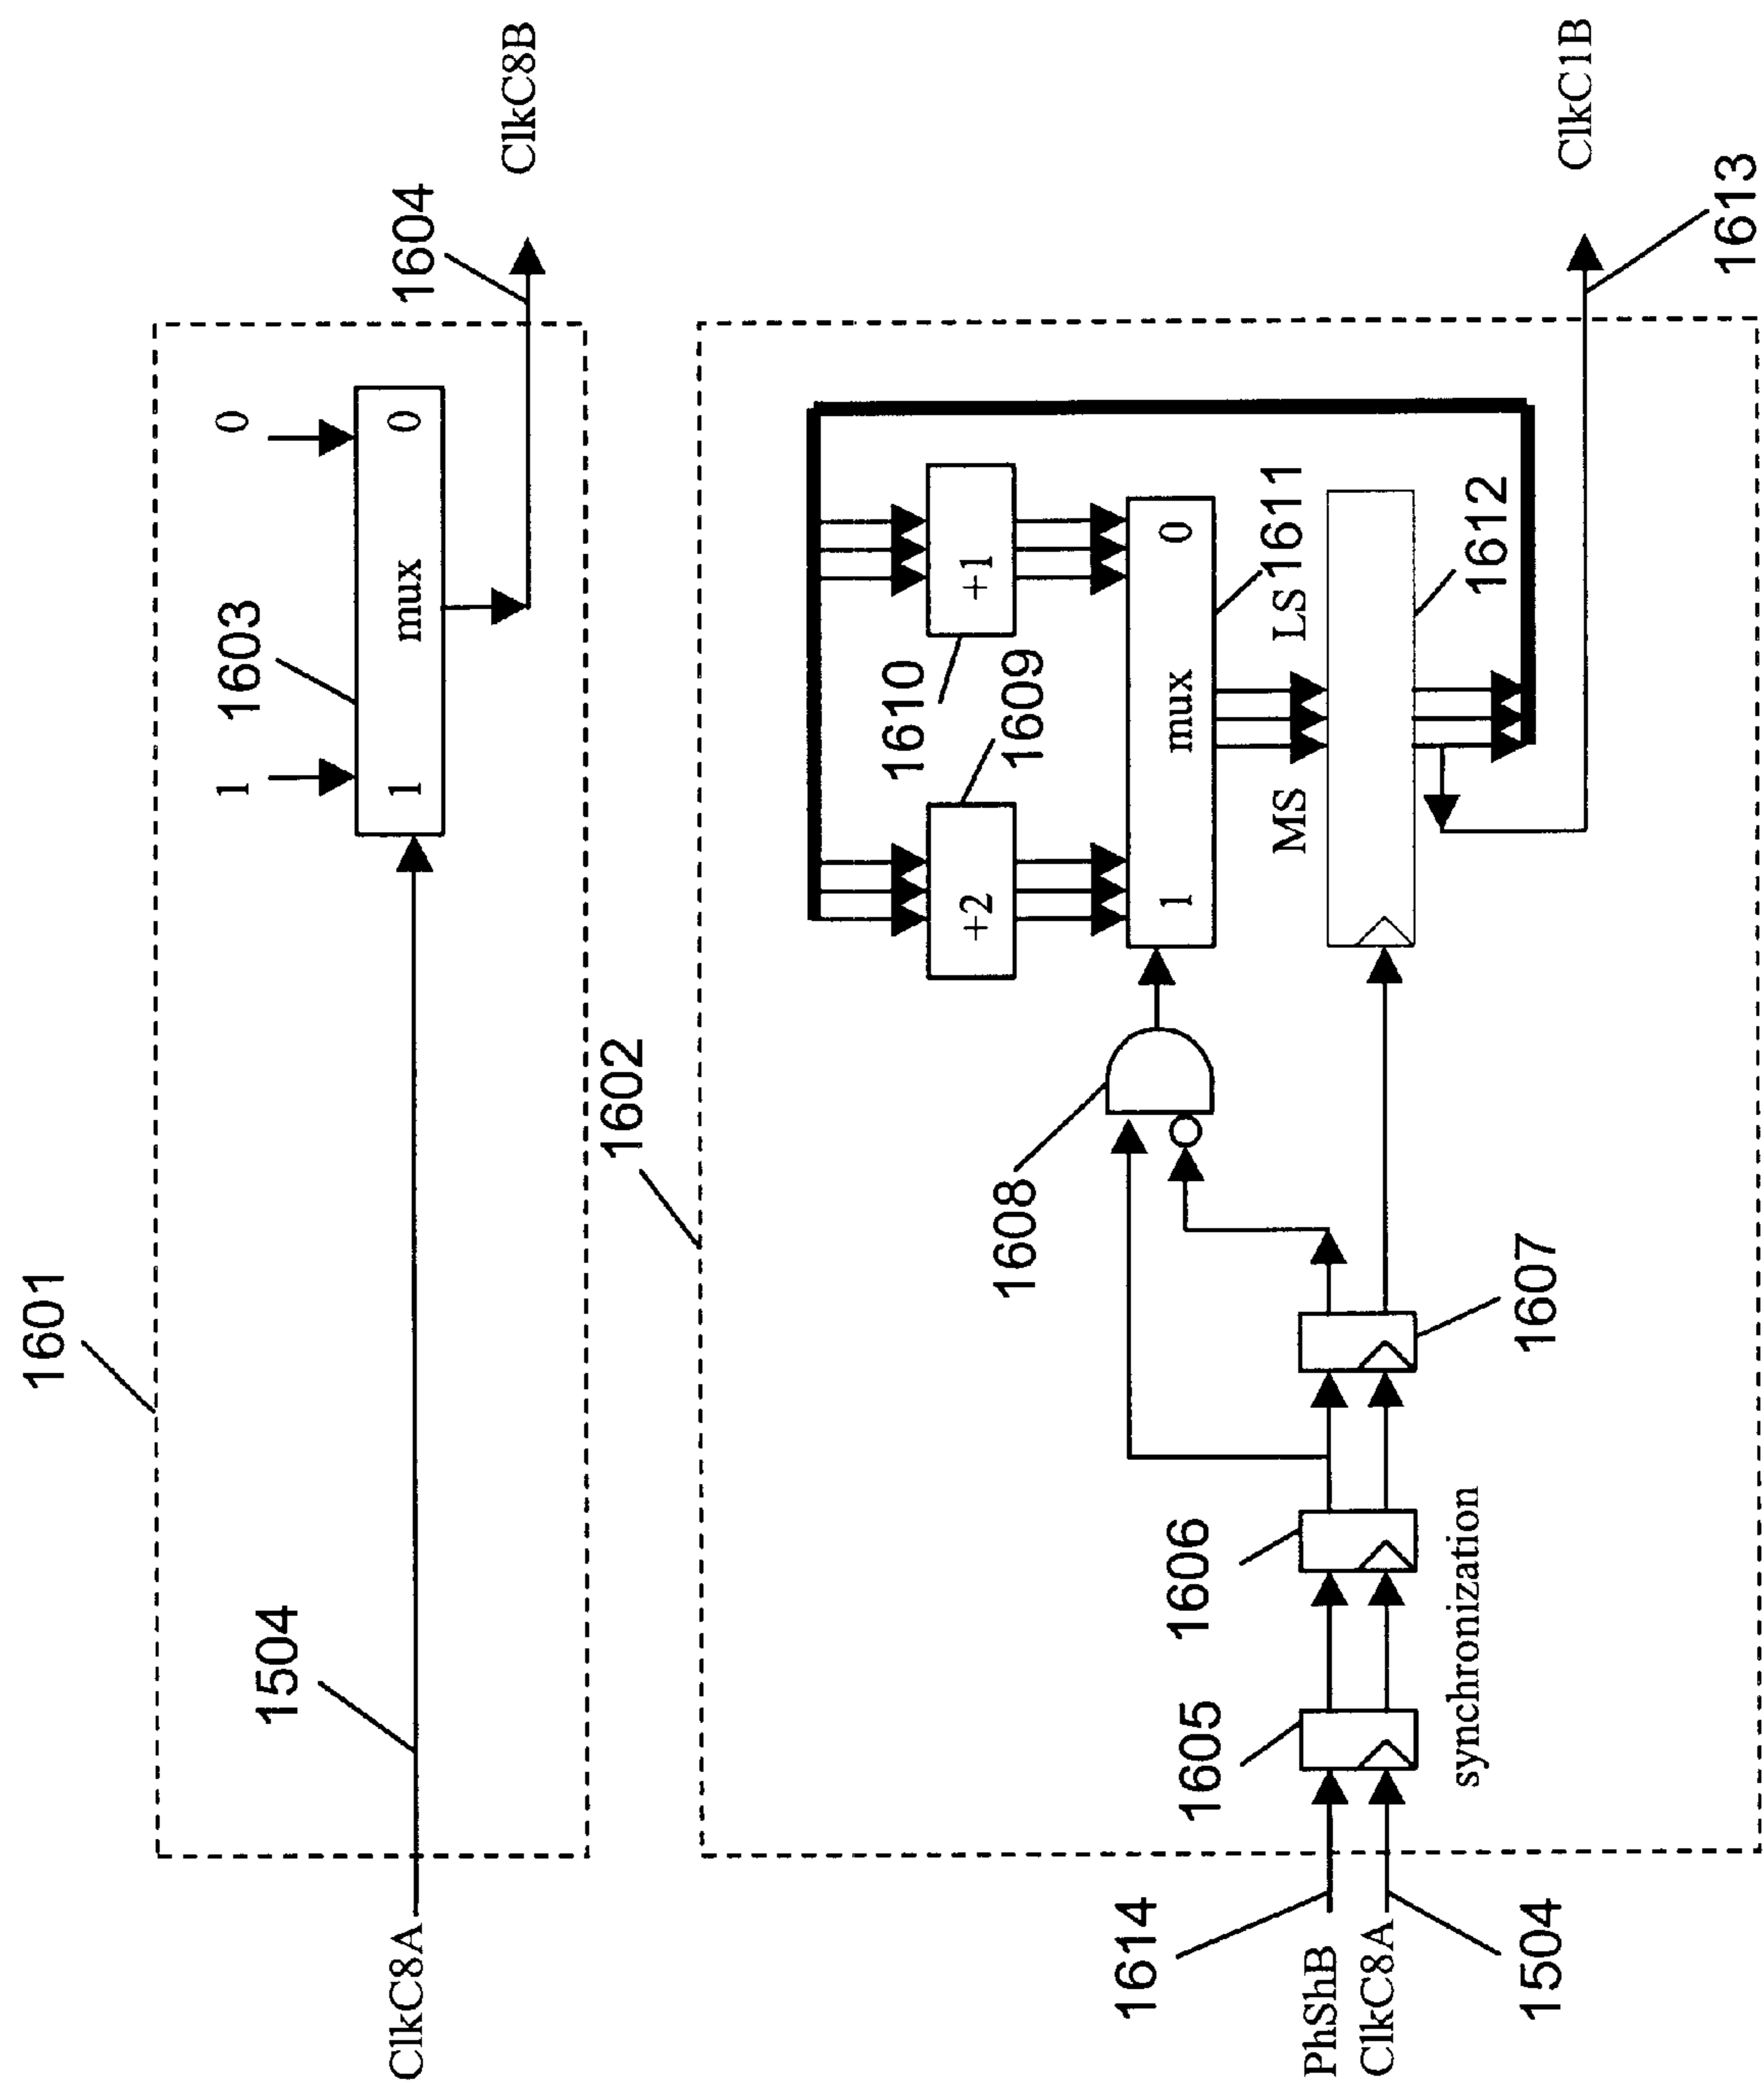 1601
1504
ClkC8A
1603
1
0
1
mux
0
1604
ClkC8B
1602
1614
PhShB
ClkC8A
1504
1605
1606
synchronization
1607
1608
+2
1609
+1
1610
1
mux
0
1611
MS
LS
1612
ClkC1B
1613